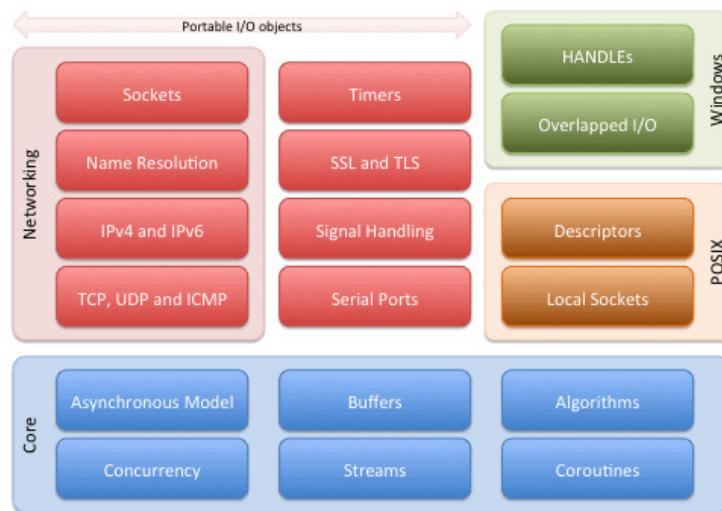 Portable I/O objects
Networking
Sockets
Name Resolution
IPv4 and IPv6
TCP, UDP and ICMP
Timers
SSL and TLS
Signal Handling
Serial Ports
Windows
HANDLEs
Overlapped I/O
POSIX
Descriptors
Local Sockets
Core
Asynchronous Model
Buffers
Algorithms
Concurrency
Streams
Coroutines